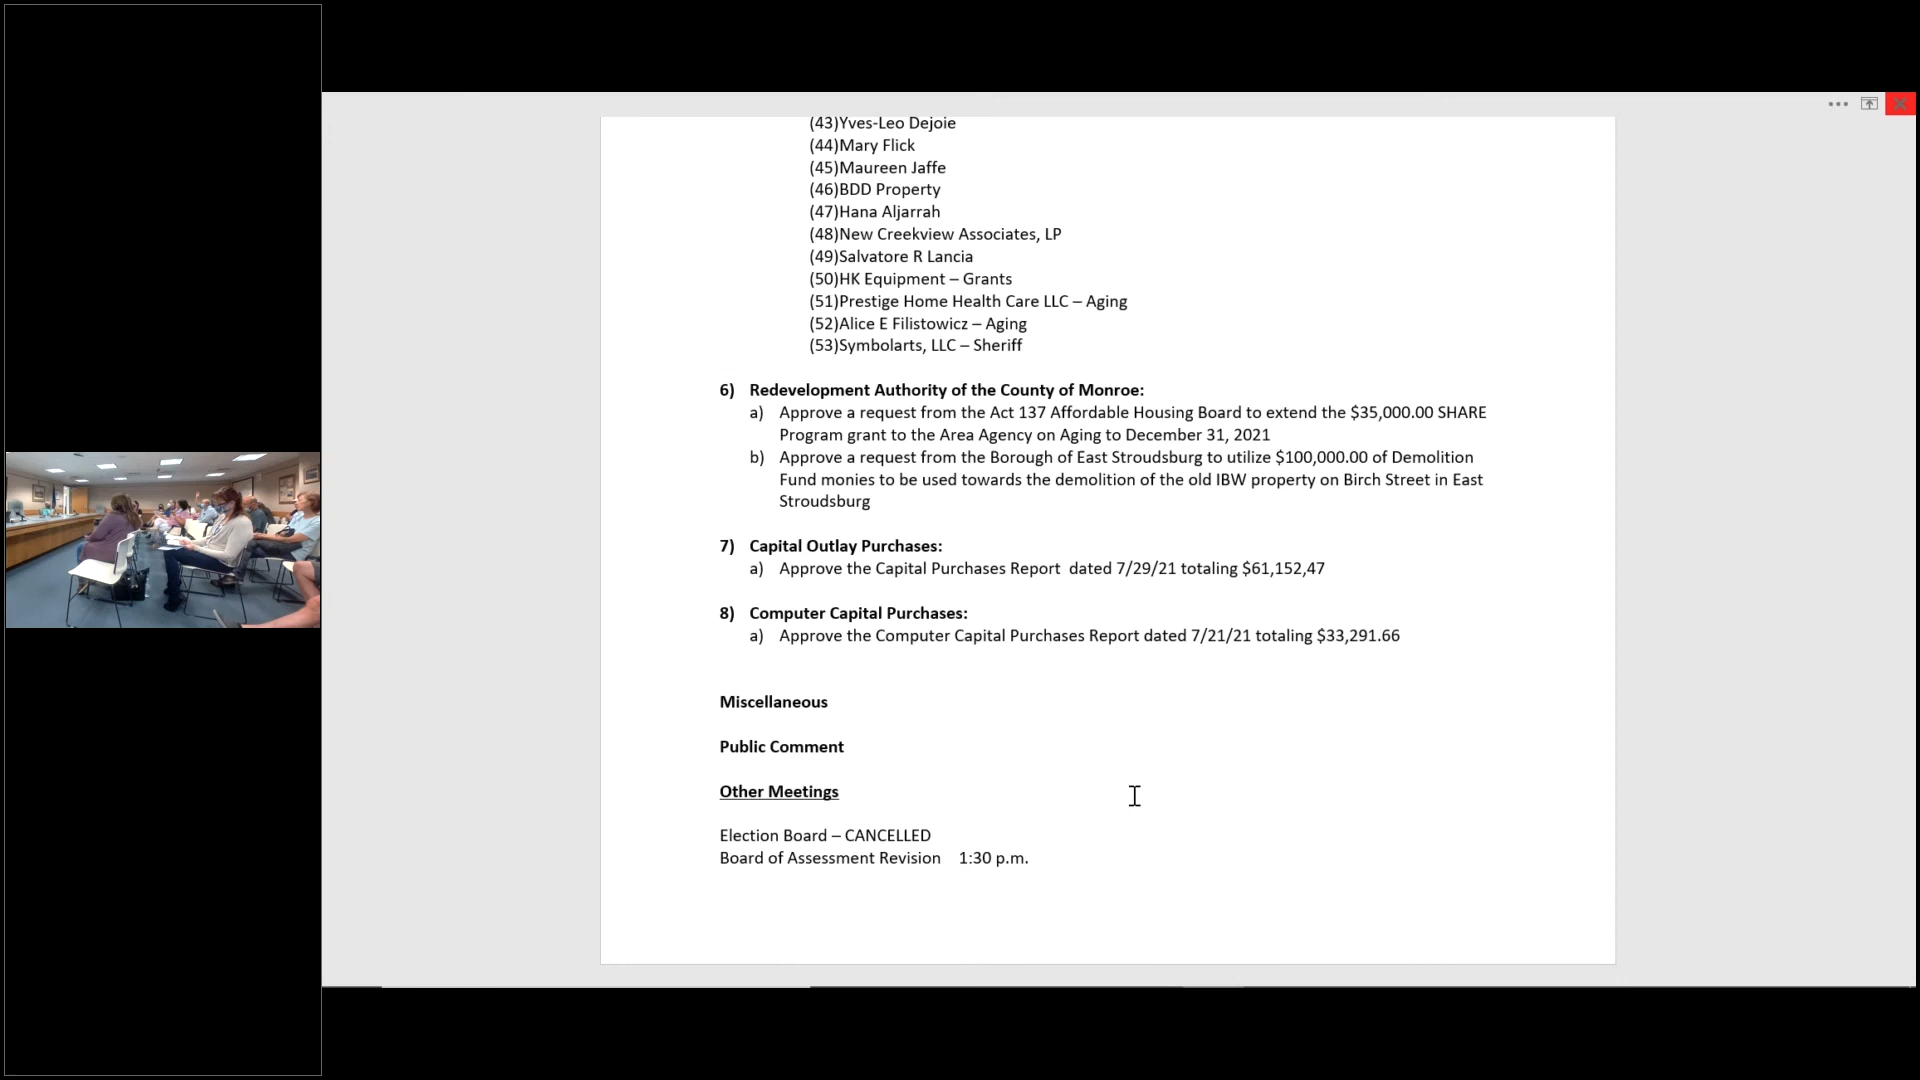 (43)Yves-Leo Dejoie
(44)Mary Flick
(45)Maureen Jaffe
(46)BDD Property
(47)Hana Aljarrah
(48)New Creekview Associates, LP
(49)Salvatore R Lancia
(50)HK Equipment – Grants
(51)Prestige Home Health Care LLC – Aging
(52)Alice E Filistowicz – Aging
(53)Symbolarts, LLC – Sheriff
6) Redevelopment Authority of the County of Monroe:
a) Approve a request from the Act 137 Affordable Housing Board to extend the $35,000.00 SHARE
Program grant to the Area Agency on Aging to December 31, 2021
b) Approve a request from the Borough of East Stroudsburg to utilize $100,000.00 of Demolition
Fund monies to be used towards the demolition of the old IBW property on Birch Street in East
Stroudsburg
7) Capital Outlay Purchases:
a) Approve the Capital Purchases Report dated 7/29/21 totaling $61,152,47
8) Computer Capital Purchases:
a) Approve the Computer Capital Purchases Report dated 7/21/21 totaling $33,291.66
Miscellaneous
Public Comment
Other Meetings
Election Board – CANCELLED
Board of Assessment Revision 1:30 p.m.